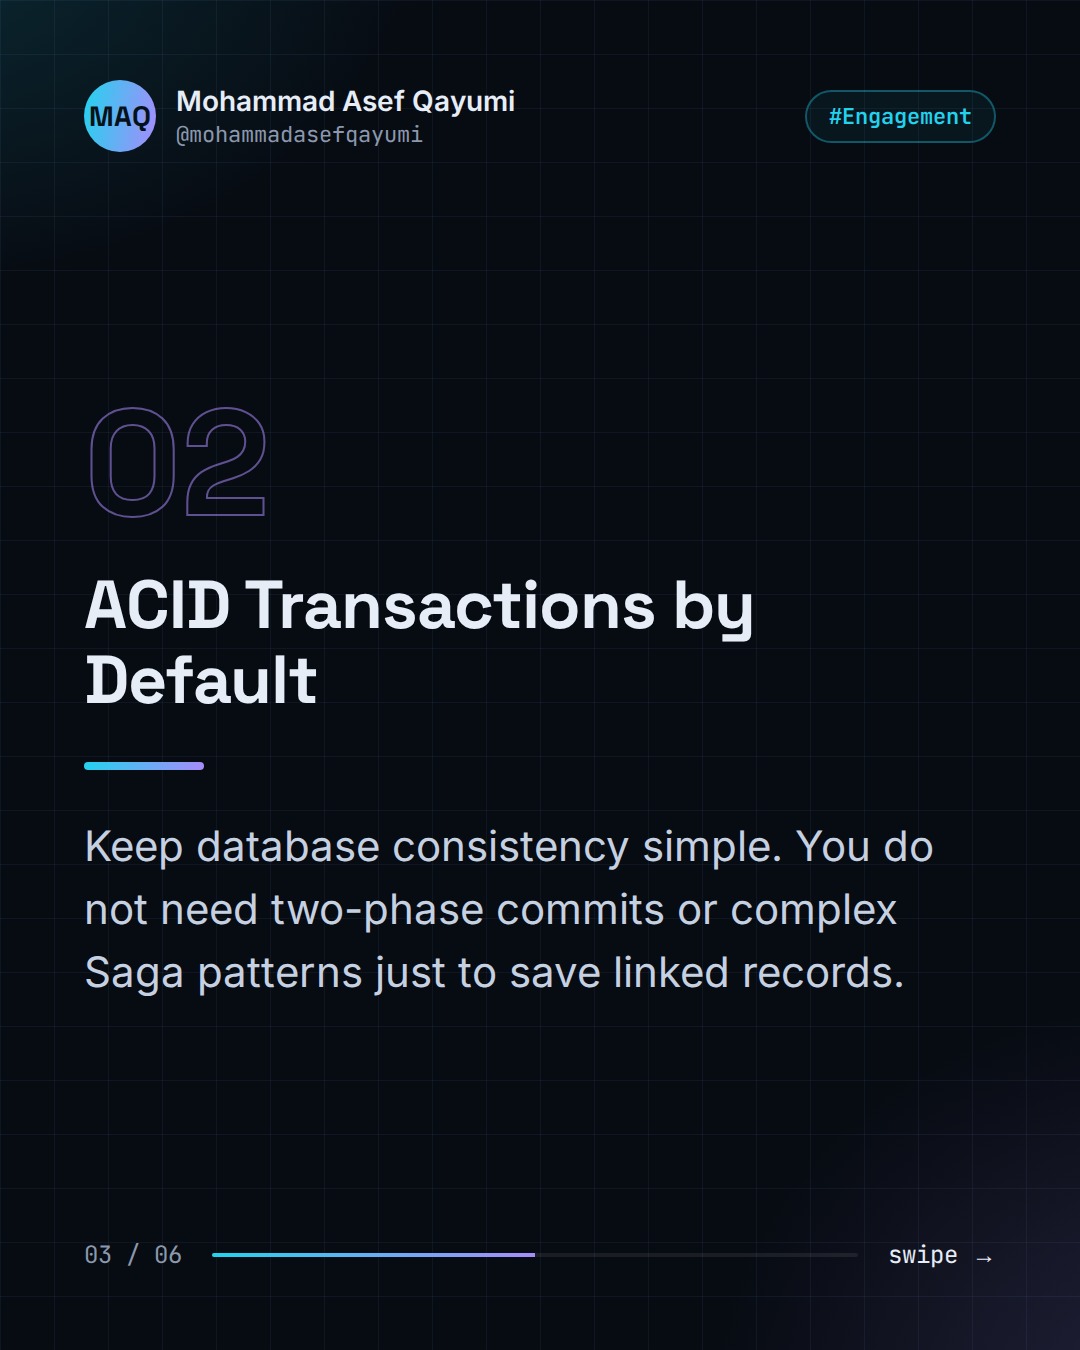 MAQ
Mohammad Asef Qayumi
@mohammadasefqayumi
#Engagement
02
ACID Transactions by
Default
Keep database consistency simple. You do
not need two-phase commits or complex
Saga patterns just to save linked records.
03 / 06
swipe →